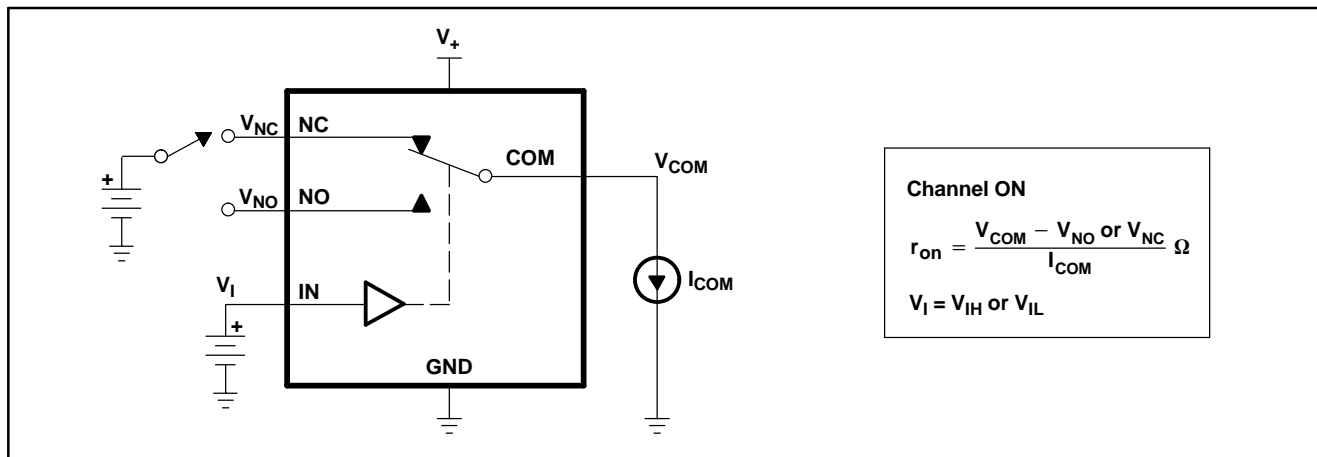 V+
VNC NC
COM
VCOM
+
VNO NO
VI IN
+
ICOM
GND
Channel ON
ron = VCOM – VNO or VNC / ICOM Ω
VI = VIH or VIL